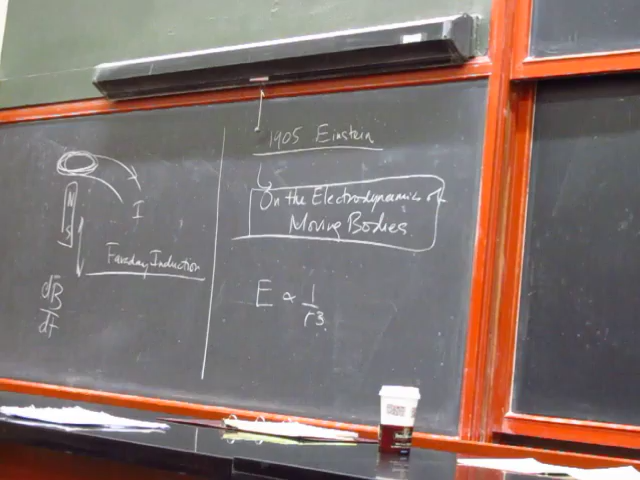 N
S
I
Faraday Induction
dB
dt
1905 Einstein
On the Electrodynamics of
Moving Bodies
E ∝ 1
r3